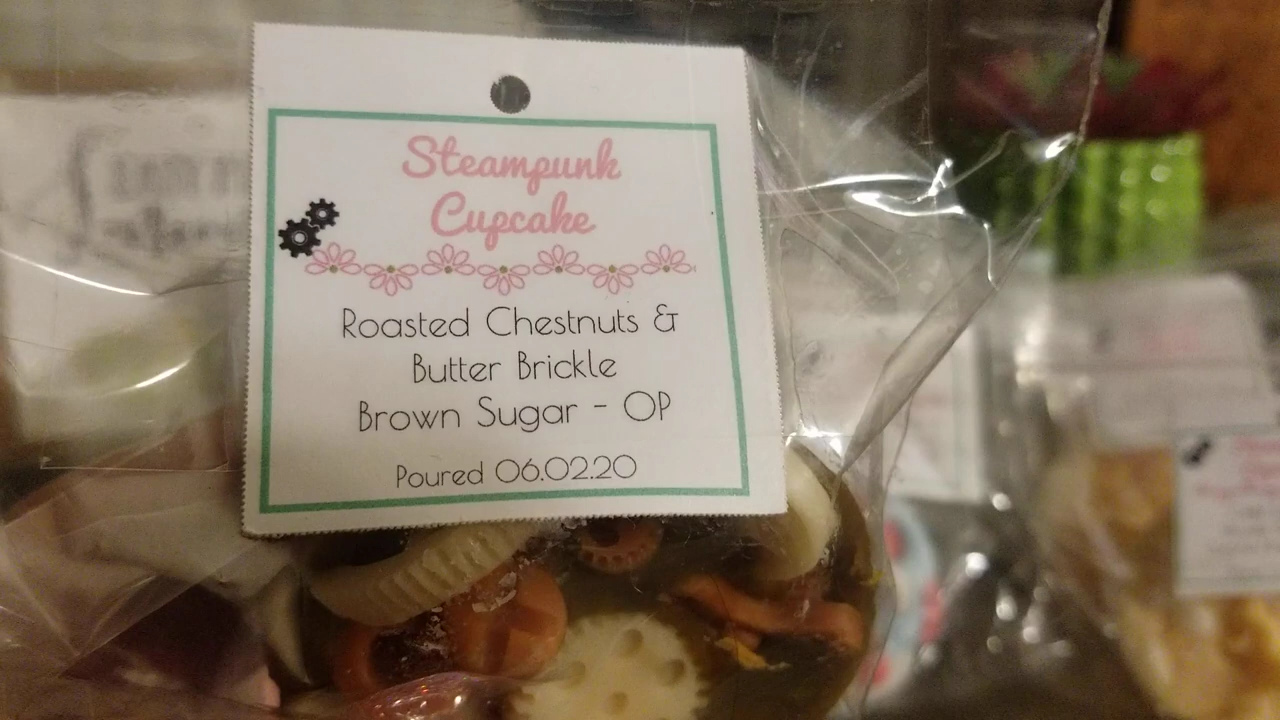 Steampunk
Cupcake
Roasted Chestnuts &
Butter Brickle
Brown Sugar - OP
Poured 06.02.20